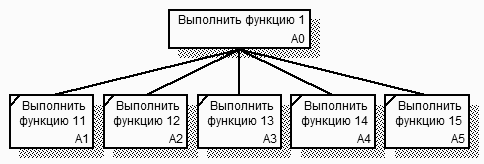 Выполнить функцию 1
A0
Выполнить
функцию 11
A1
Выполнить
функцию 12
A2
Выполнить
функцию 13
A3
Выполнить
функцию 14
A4
Выполнить
функцию 15
A5